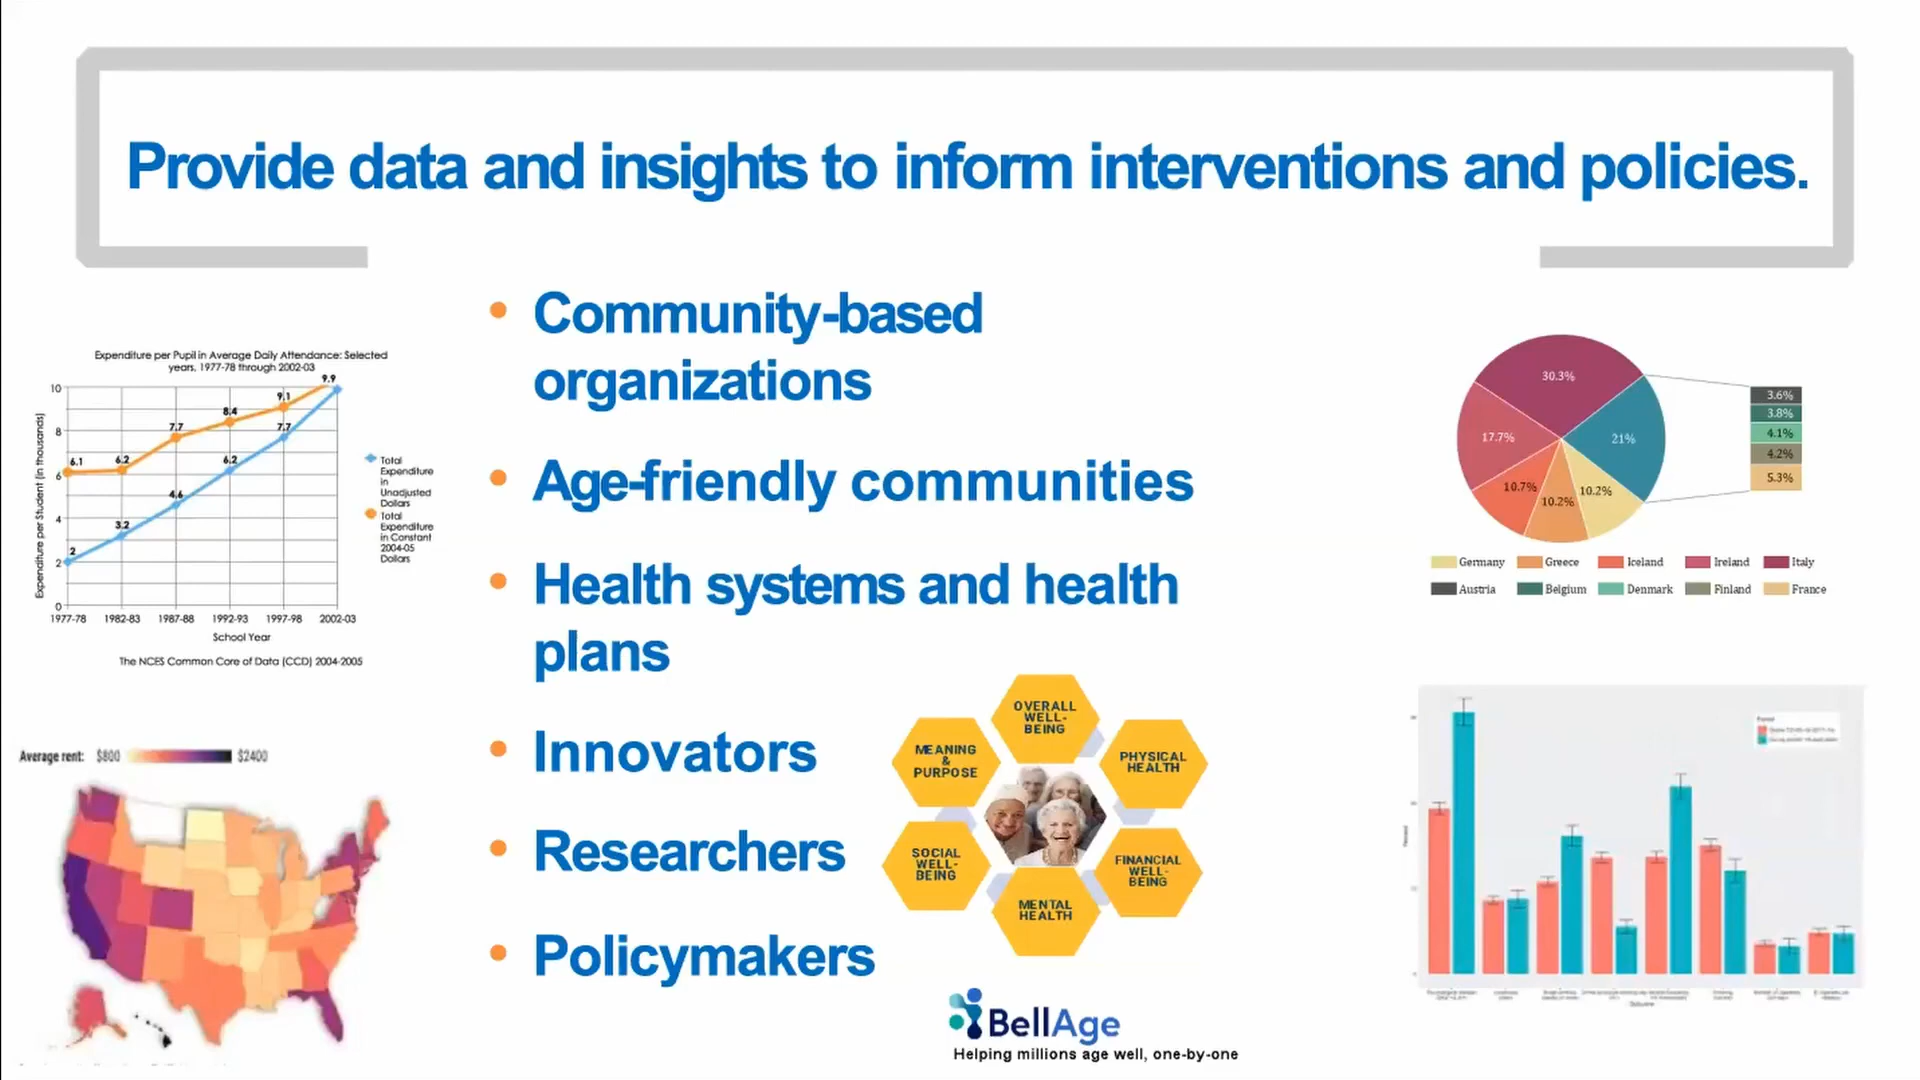 Provide data and insights to inform interventions and policies.
• Community-based
organizations
• Age-friendly communities
• Health systems and health
plans
• Innovators
• Researchers
• Policymakers
Expenditure per Pupil in Average Daily Attendance: Selected
years, 1977-78 through 2002-03
Expenditure per Student (in thousands)
10
8
6
4
2
0
6.1
6.2
7.7
8.4
9.1
9.9
2
3.2
4.6
6.2
7.7
1977-78 1982-83 1987-88 1992-93 1997-98 2002-03
School Year
Total
Expenditure
in
Unadjusted
Dollars
Total
Expenditure
in Constant
2004-05
Dollars
The NCES Common Core of Data (CCD) 2004-2005
Average rent: $800 $2400
OVERALL
WELL-
BEING
MEANING
&
PURPOSE
PHYSICAL
HEALTH
SOCIAL
WELL-
BEING
FINANCIAL
WELL-
BEING
MENTAL
HEALTH
BellAge
Helping millions age well, one-by-one
30.3%
17.7%
21%
10.7%
10.2%
10.2%
3.6%
3.8%
4.1%
4.2%
5.3%
Germany Greece Iceland Ireland Italy
Austria Belgium Denmark Finland France